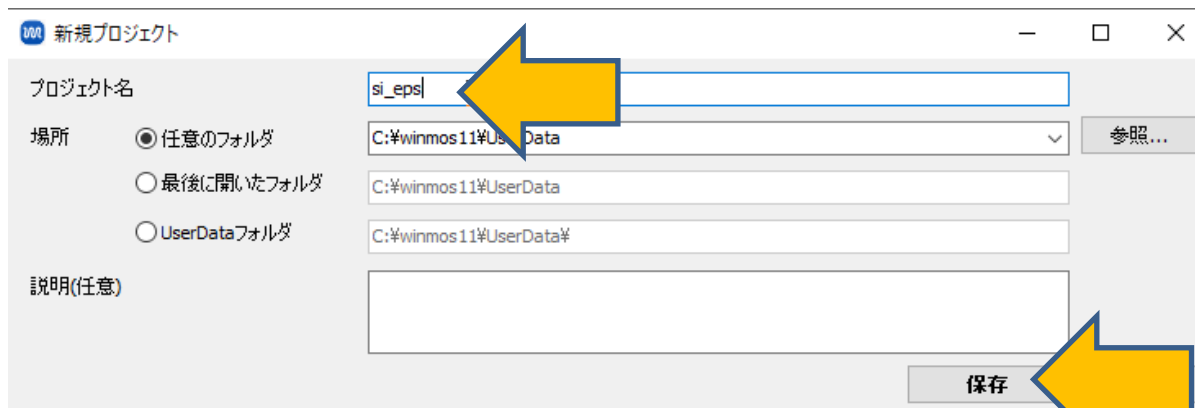 新規プロジェクト
プロジェクト名 si_eps
場所 任意のフォルダ C:¥winmos11¥UserData 参照...
最後に開いたフォルダ C:¥winmos11¥UserData
UserDataフォルダ C:¥winmos11¥UserData¥
説明(任意)
保存